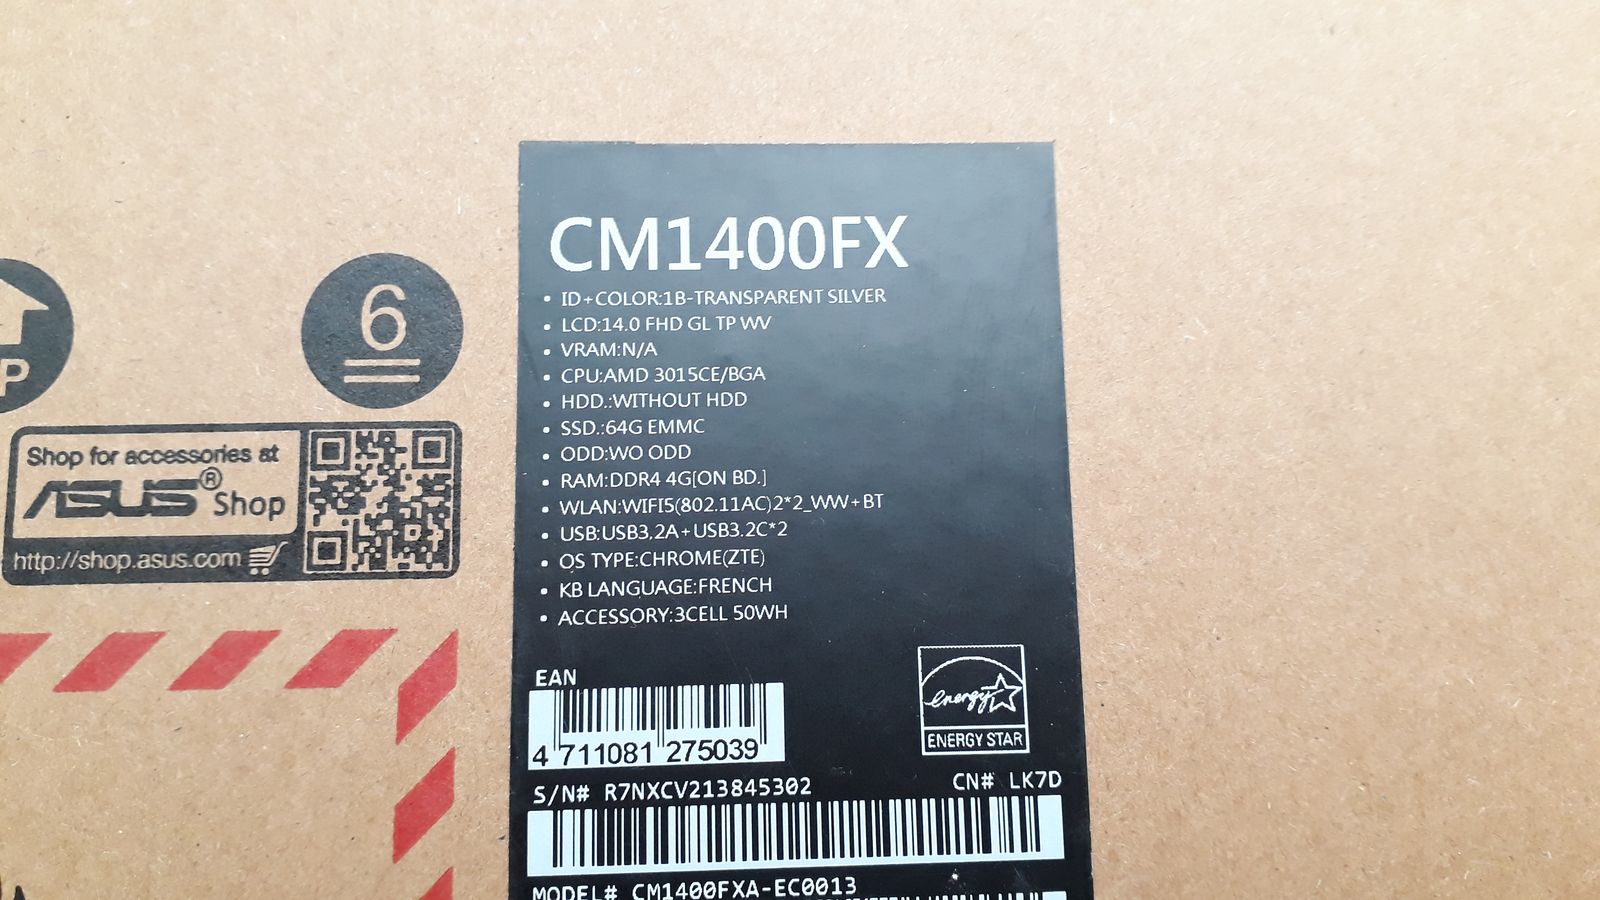 CM1400FX
• ID+COLOR:1B-TRANSPARENT SILVER
• LCD:14.0 FHD GL TP WV
• VRAM:N/A
• CPU:AMD 3015CE/BGA
• HDD.:WITHOUT HDD
• SSD.:64G EMMC
• ODD:WO ODD
• RAM:DDR4 4G[ON BD.]
• WLAN:WIFI5(802.11AC)2*2_WW+BT
• USB:USB3.2A+USB3.2C*2
• OS TYPE:CHROME(ZTE)
• KB LANGUAGE:FRENCH
• ACCESSORY:3CELL 50WH
EAN
4 711081 275039
energy
ENERGY STAR
S/N# R7NXCV213845302
CN# LK7D
MODEL# CM1400FXA-EC0013
P
6
Shop for accessories at
ASUS® Shop
http://shop.asus.com